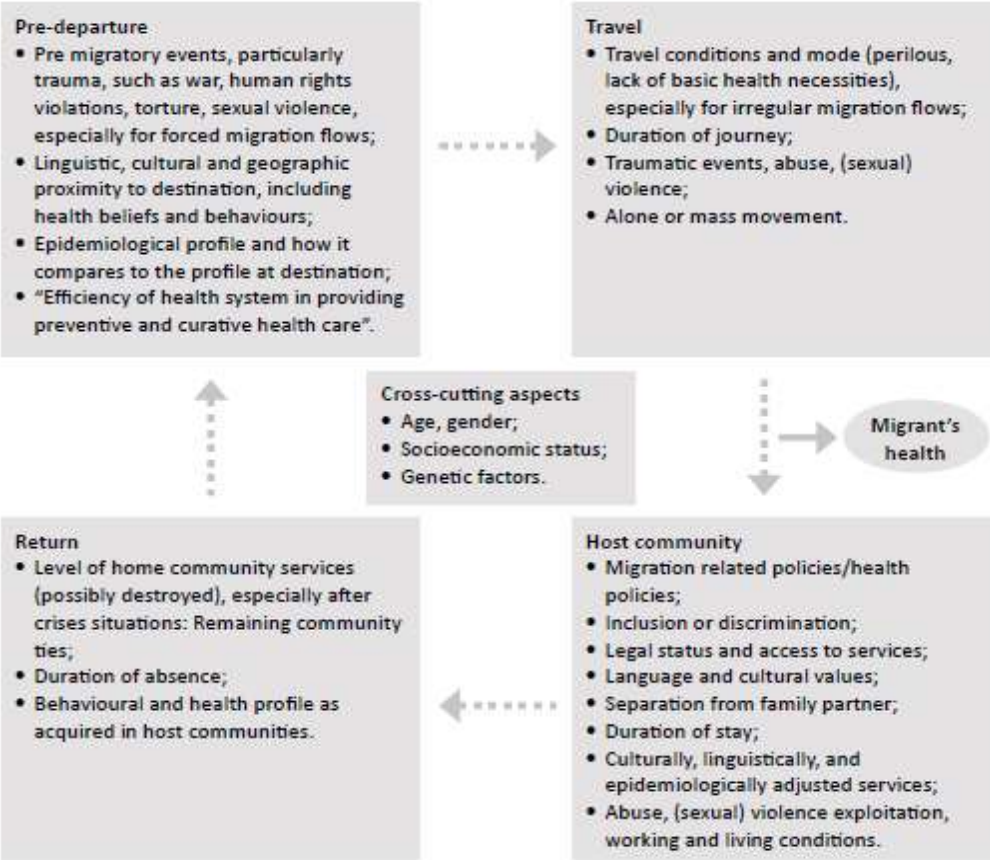 Pre-departure
• Pre migratory events, particularly
trauma, such as war, human rights
violations, torture, sexual violence,
especially for forced migration flows;
• Linguistic, cultural and geographic
proximity to destination, including
health beliefs and behaviours;
• Epidemiological profile and how it
compares to the profile at destination;
• “Efficiency of health system in providing
preventive and curative health care”.
Travel
• Travel conditions and mode (perilous,
lack of basic health necessities),
especially for irregular migration flows;
• Duration of journey;
• Traumatic events, abuse, (sexual)
violence;
• Alone or mass movement.
Cross-cutting aspects
• Age, gender;
• Socioeconomic status;
• Genetic factors.
Migrant's
health
Return
• Level of home community services
(possibly destroyed), especially after
crises situations: Remaining community
ties;
• Duration of absence;
• Behavioural and health profile as
acquired in host communities.
Host community
• Migration related policies/health
policies;
• Inclusion or discrimination;
• Legal status and access to services;
• Language and cultural values;
• Separation from family partner;
• Duration of stay;
• Culturally, linguistically, and
epidemiologically adjusted services;
• Abuse, (sexual) violence exploitation,
working and living conditions.